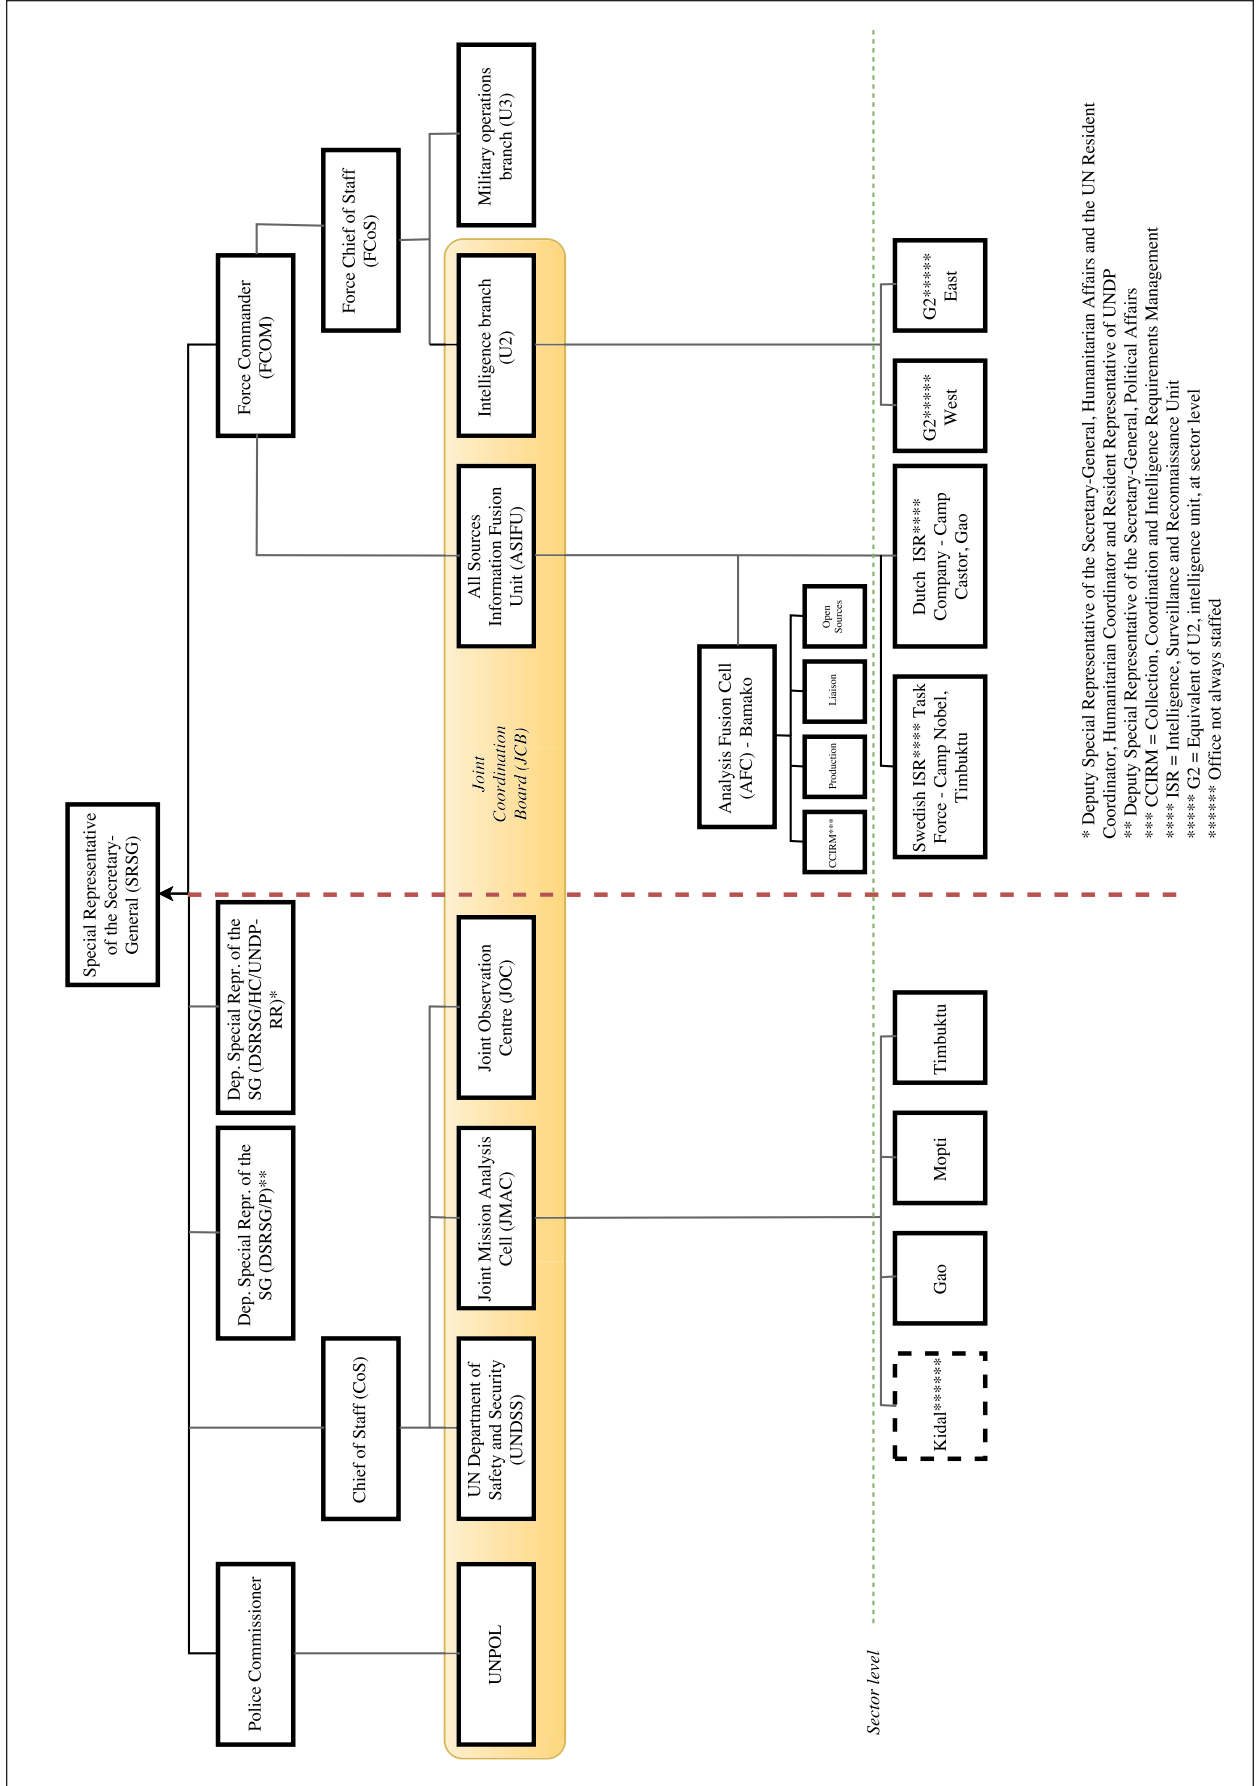 Special Representative
of the Secretary-
General (SRSG)
Police Commissioner
Dep. Special Repr. of the
SG (DSRSG/P)**
Dep. Special Repr. of the
SG (DSRSG/HC/UNDP-
RR)*
Force Commander
(FCOM)
Chief of Staff (CoS)
Force Chief of Staff
(FCoS)
UNPOL
UN Department of
Safety and Security
(UNDSS)
Joint Mission Analysis
Cell (JMAC)
Joint Observation
Centre (JOC)
Joint
Coordination
Board (JCB)
All Sources
Information Fusion
Unit (ASIFU)
Intelligence branch
(U2)
Military operations
branch (U3)
Analysis Fusion Cell
(AFC) - Bamako
CCIRM***
Production
Liaison
Open
Sources
Sector level
Kidal******
Gao
Mopti
Timbuktu
Swedish ISR**** Task
Force - Camp Nobel,
Timbuktu
Dutch ISR****
Company - Camp
Castor, Gao
G2*****
West
G2*****
East
* Deputy Special Representative of the Secretary-General, Humanitarian Affairs and the UN Resident
Coordinator, Humanitarian Coordinator and Resident Representative of UNDP
** Deputy Special Representative of the Secretary-General, Political Affairs
*** CCIRM = Collection, Coordination and Intelligence Requirements Management
**** ISR = Intelligence, Surveillance and Reconnaissance Unit
***** G2 = Equivalent of U2, intelligence unit, at sector level
****** Office not always staffed